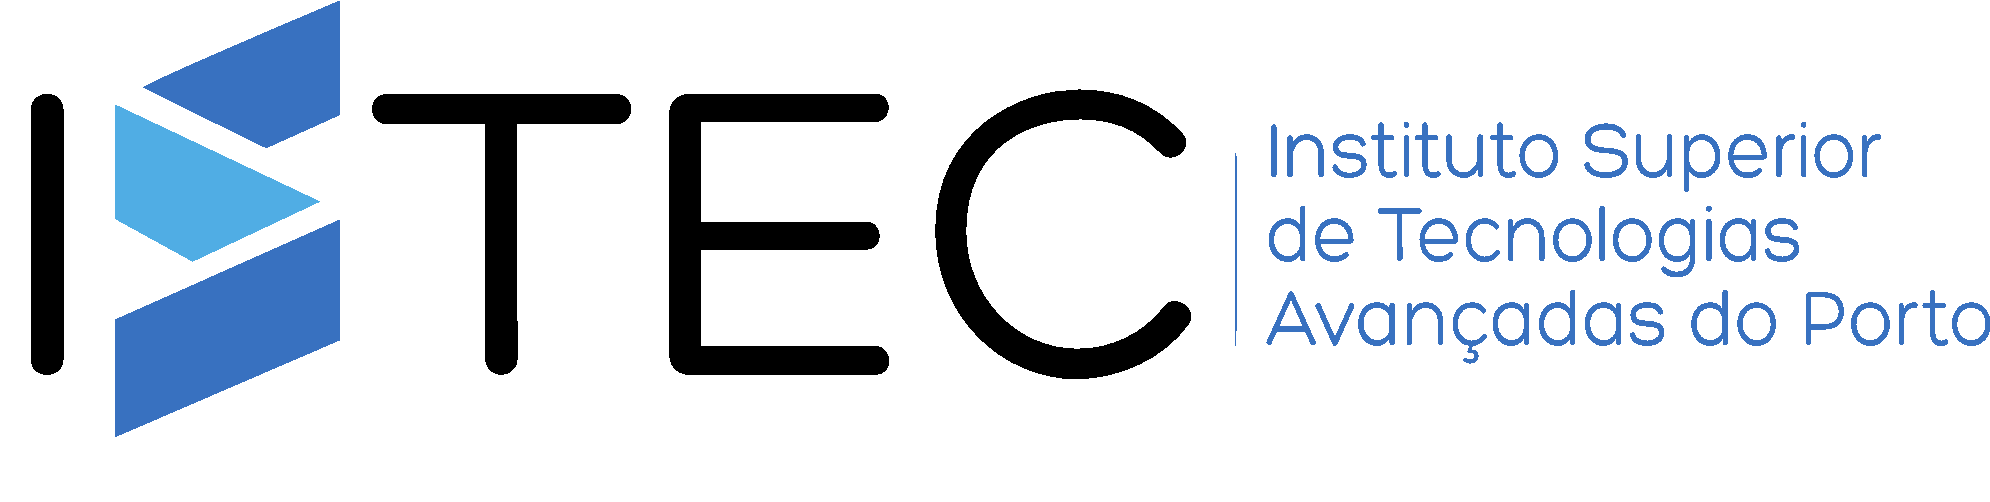 ISTEC
Instituto Superior
de Tecnologias
Avançadas do Porto